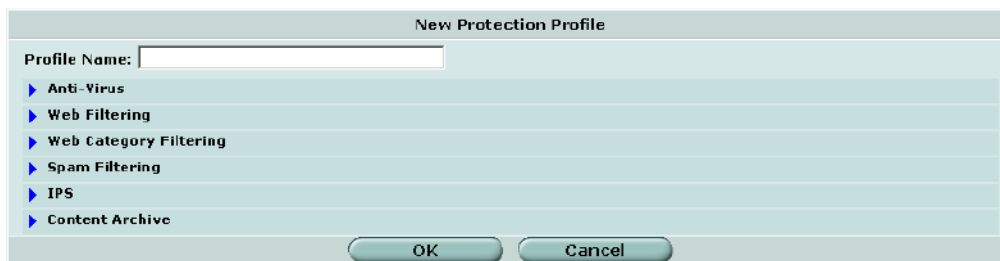 New Protection Profile
Profile Name:
Anti-Virus
Web Filtering
Web Category Filtering
Spam Filtering
IPS
Content Archive
OK Cancel